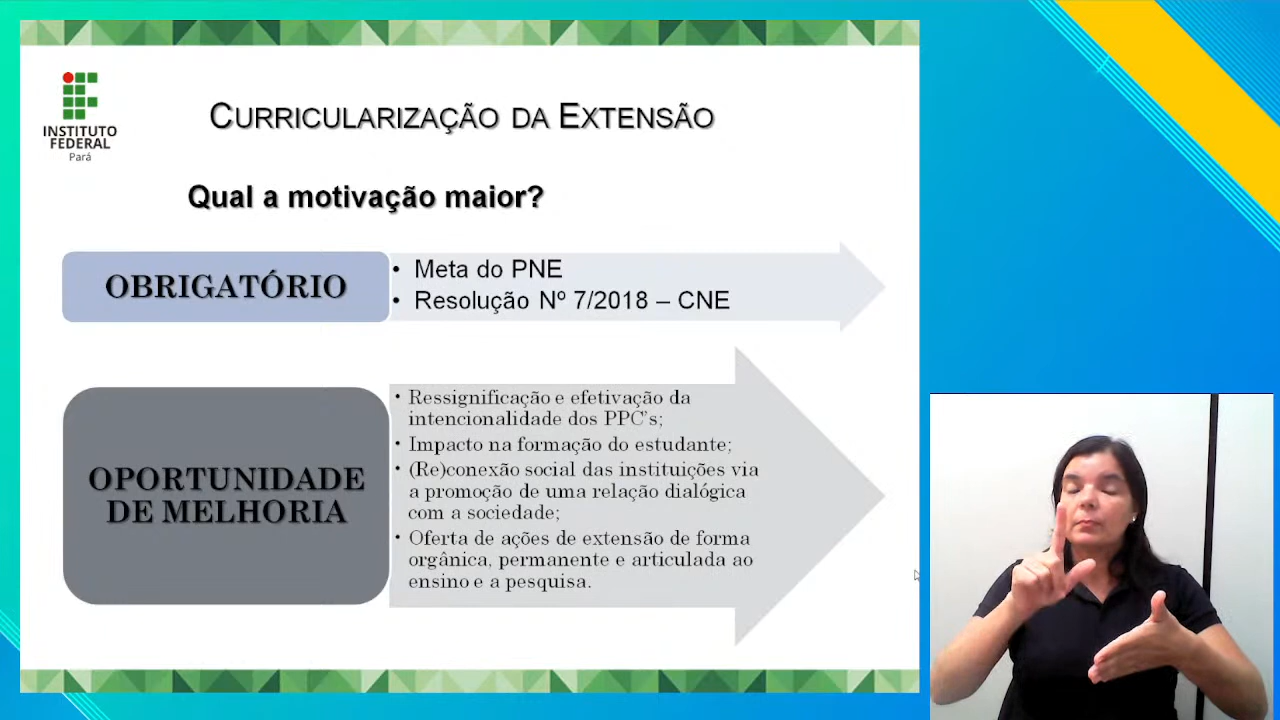 INSTITUTO
FEDERAL
Pará
CURRICULARIZAÇÃO DA EXTENSÃO
Qual a motivação maior?
OBRIGATÓRIO
• Meta do PNE
• Resolução Nº 7/2018 – CNE
OPORTUNIDADE
DE MELHORIA
• Ressignificação e efetivação da
intencionalidade dos PPC's;
• Impacto na formação do estudante;
• (Re)conexão social das instituições via
a promoção de uma relação dialógica
com a sociedade;
• Oferta de ações de extensão de forma
orgânica, permanente e articulada ao
ensino e a pesquisa.